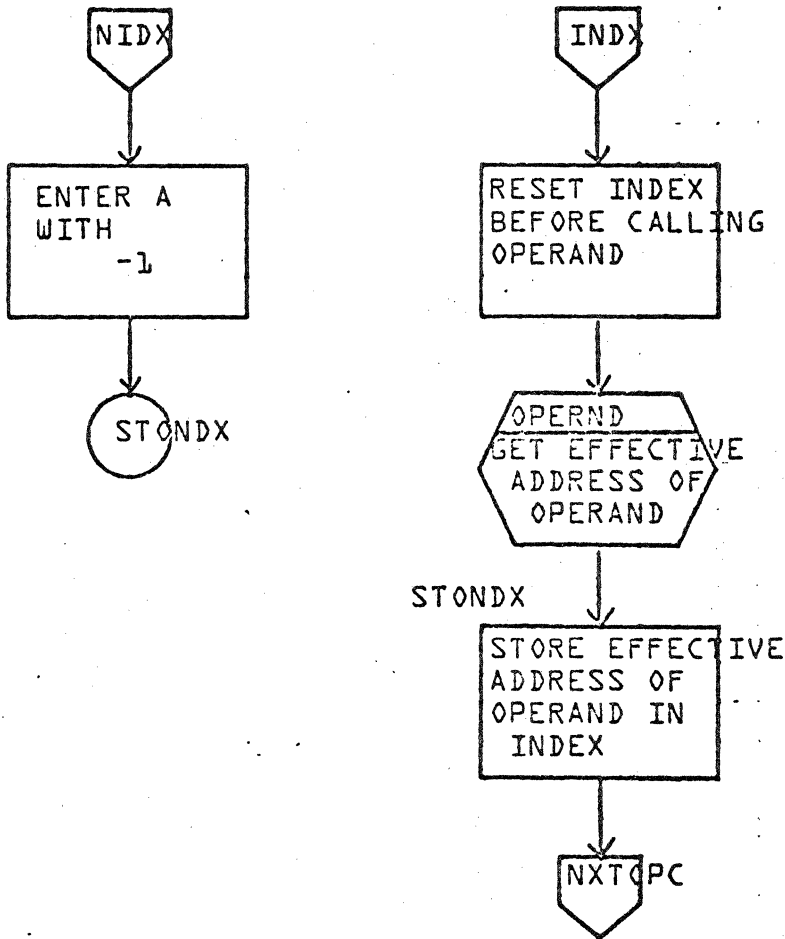 NIDX
ENTER A
WITH
-1
STONDX
INDX
RESET INDEX
BEFORE CALLING
OPERAND
OPERND
GET EFFECTIVE
ADDRESS OF
OPERAND
STONDX
STORE EFFECTIVE
ADDRESS OF
OPERAND IN
INDEX
NXTOPC